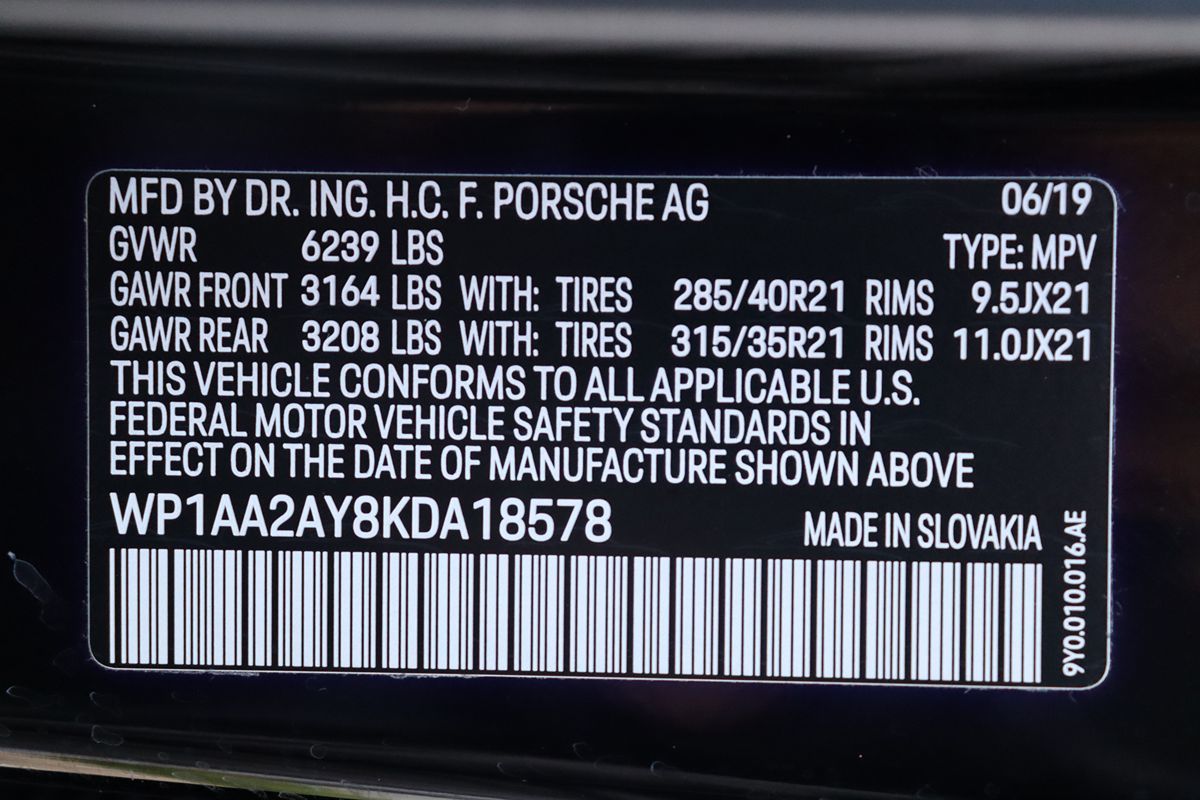 MFD BY DR. ING. H.C. F. PORSCHE AG 06/19
GVWR 6239 LBS TYPE: MPV
GAWR FRONT 3164 LBS WITH: TIRES 285/40R21 RIMS 9.5JX21
GAWR REAR 3208 LBS WITH: TIRES 315/35R21 RIMS 11.0JX21
THIS VEHICLE CONFORMS TO ALL APPLICABLE U.S.
FEDERAL MOTOR VEHICLE SAFETY STANDARDS IN
EFFECT ON THE DATE OF MANUFACTURE SHOWN ABOVE
WP1AA2AY8KDA18578 MADE IN SLOVAKIA
9Y0.010.016.AE